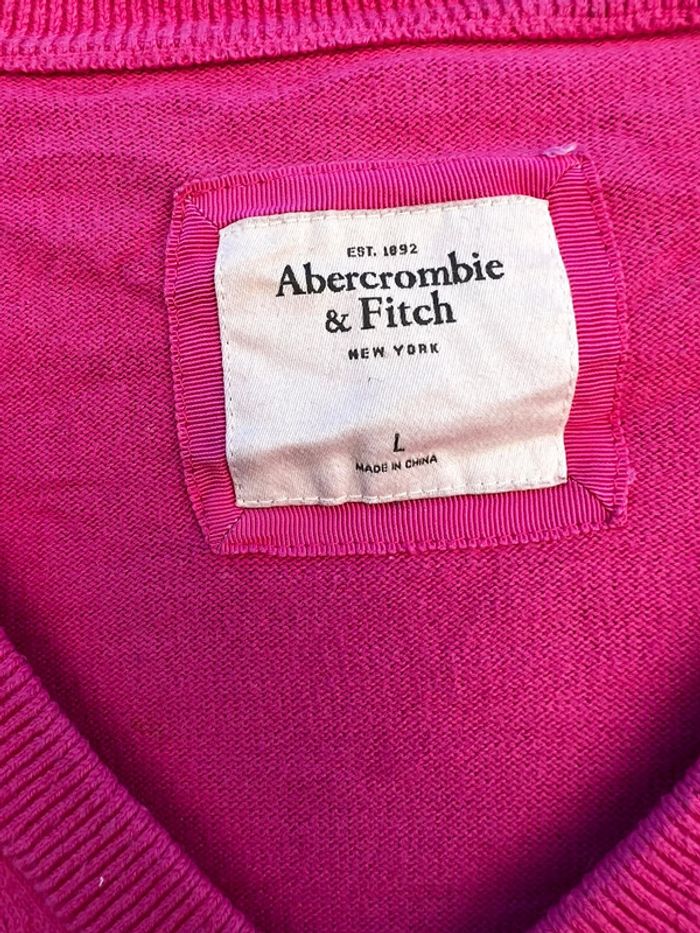 EST. 1892
Abercrombie
& Fitch
NEW YORK
L
MADE IN CHINA